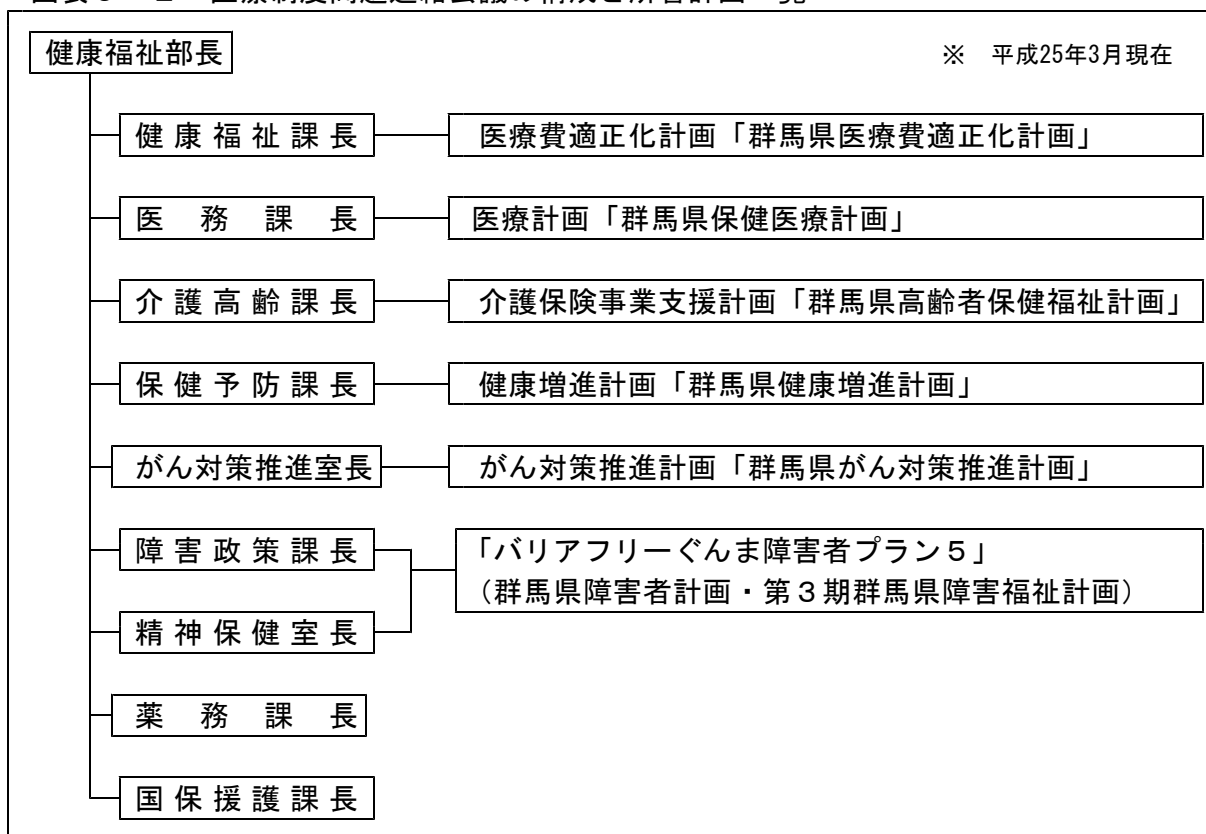 健康福祉部長
※　平成25年3月現在
健康福祉課長
医療費適正化計画「群馬県医療費適正化計画」
医務課長
医療計画「群馬県保健医療計画」
介護高齢課長
介護保険事業支援計画「群馬県高齢者保健福祉計画」
保健予防課長
健康増進計画「群馬県健康増進計画」
がん対策推進室長
がん対策推進計画「群馬県がん対策推進計画」
障害政策課長
「バリアフリーぐんま障害者プラン５」
（群馬県障害者計画・第３期群馬県障害福祉計画）
精神保健室長
薬務課長
国保援護課長